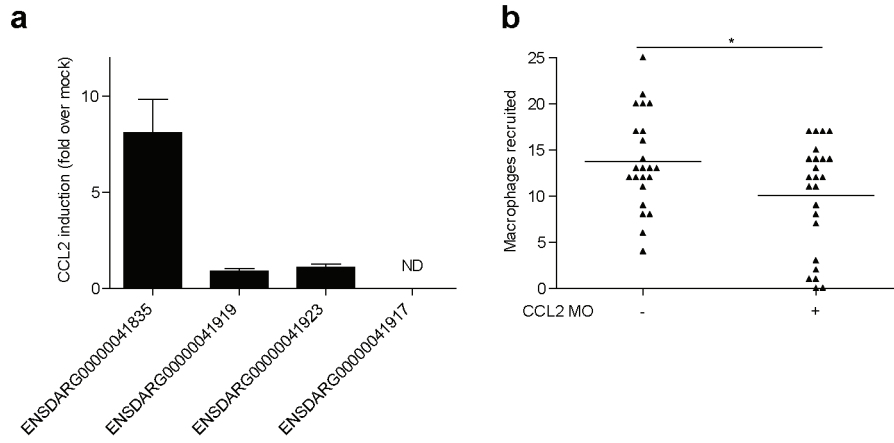 a
CCL2 induction (fold over mock)
10
5
0
ND
ENSDARG00000041835
ENSDARG00000041919
ENSDARG00000041923
ENSDARG00000041917
b
*
Macrophages recruited
25
20
15
10
5
0
CCL2 MO - +